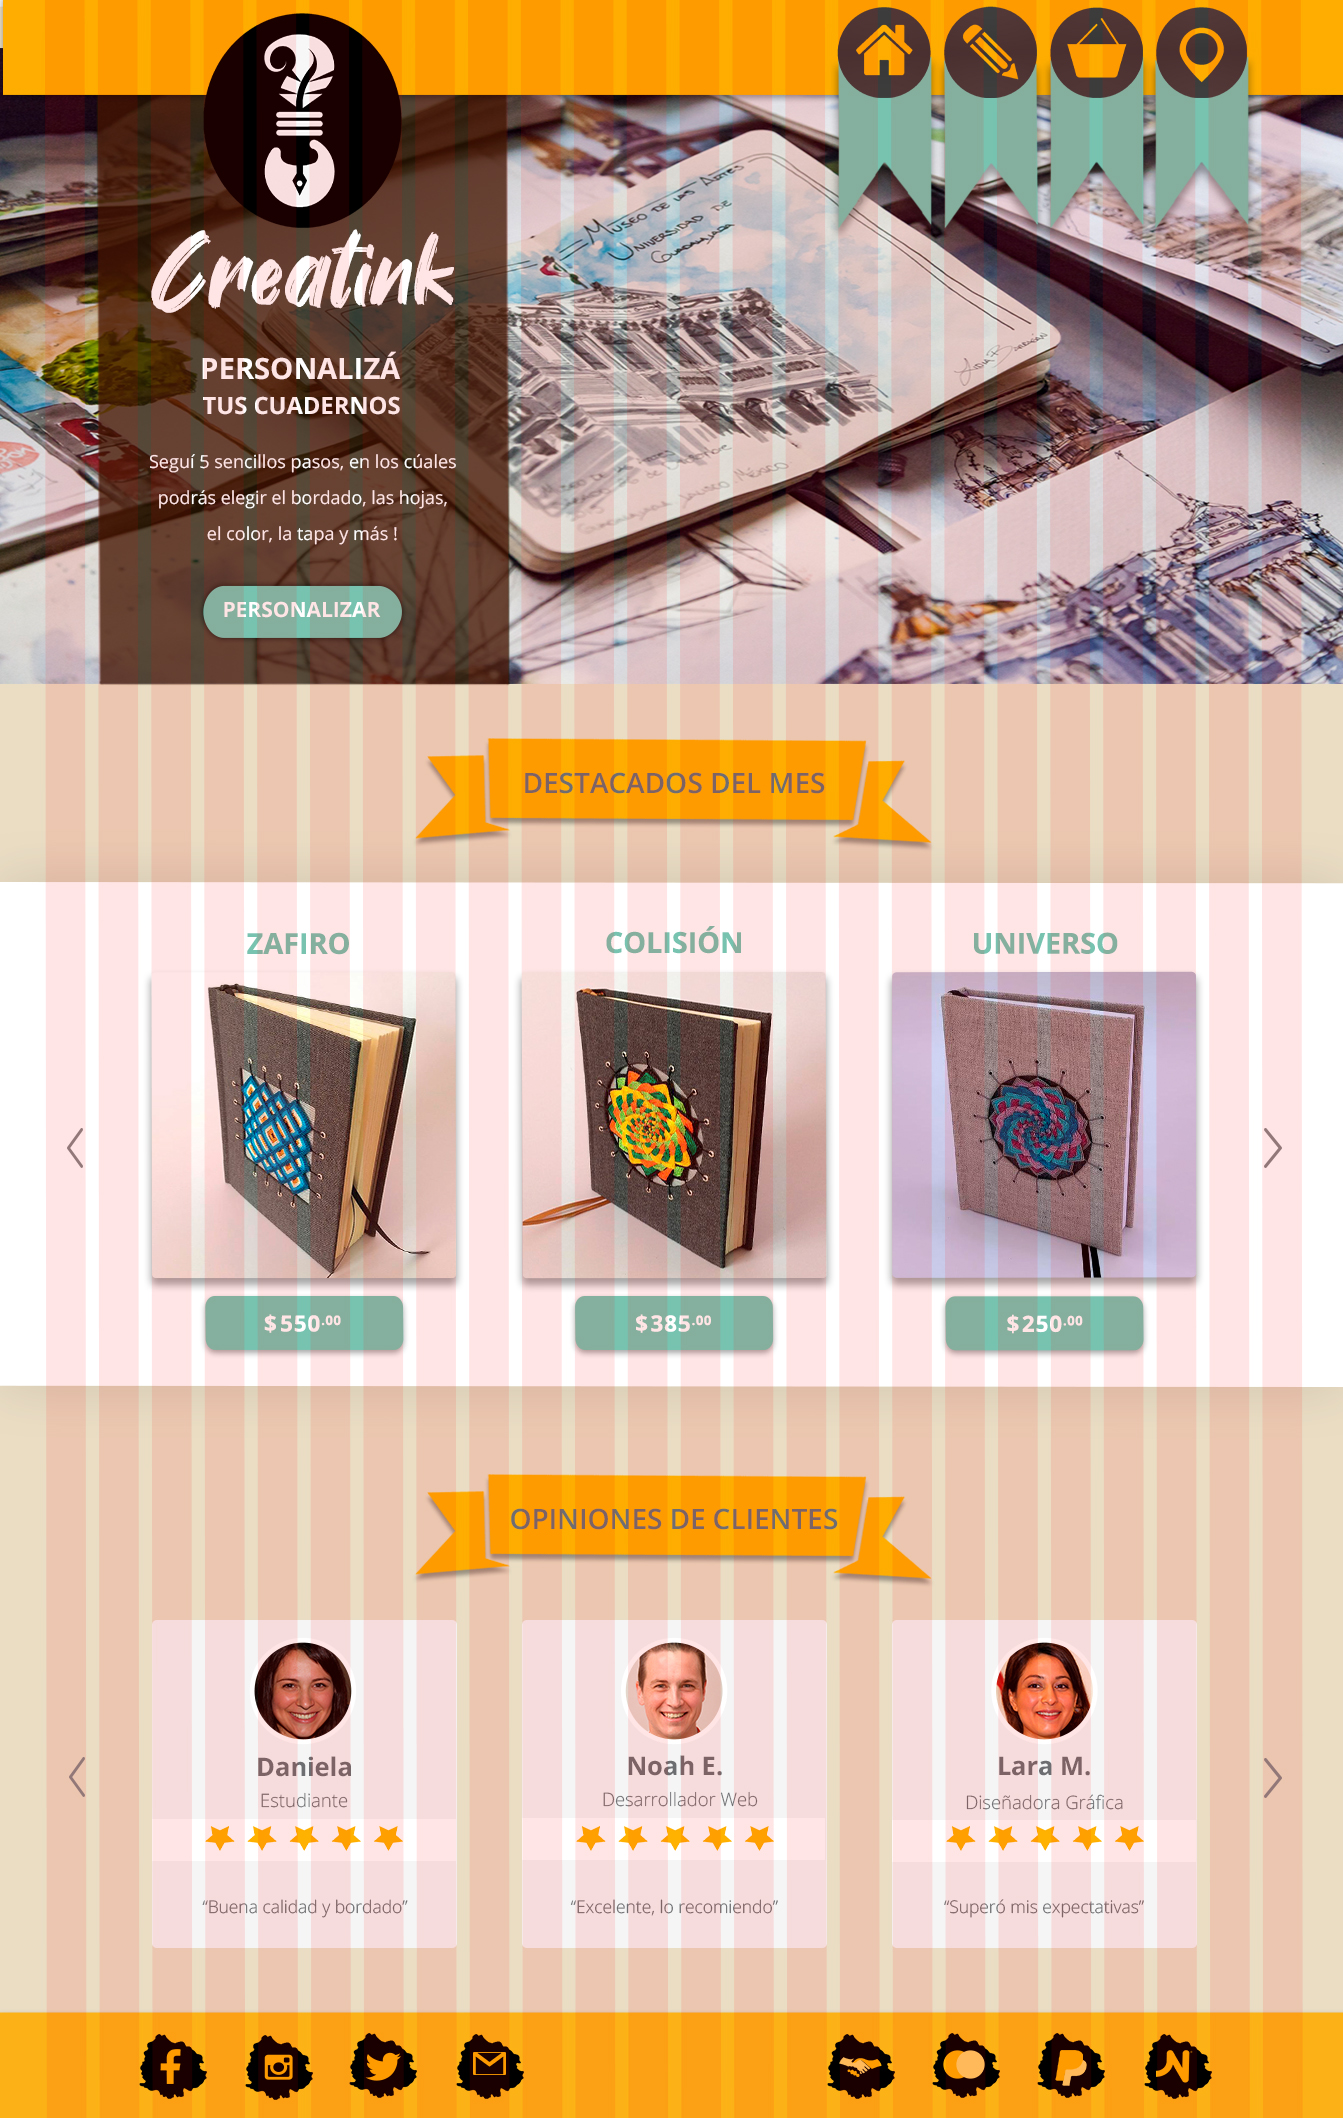 Creatink
MUSEO DE LAS ARTES
UNIVERSIDAD DE
GUADALAJARA
PERSONALIZÁ
TUS CUADERNOS
Seguí 5 sencillos pasos, en los cúales
podrás elegir el bordado, las hojas,
el color, la tapa y más !
PERSONALIZAR
DESTACADOS DEL MES
ZAFIRO
COLISIÓN
UNIVERSO
$550.00
$385.00
$250.00
OPINIONES DE CLIENTES
Daniela
Estudiante
“Buena calidad y bordado”
Noah E.
Desarrollador Web
“Excelente, lo recomiendo”
Lara M.
Diseñadora Gráfica
“Superó mis expectativas”